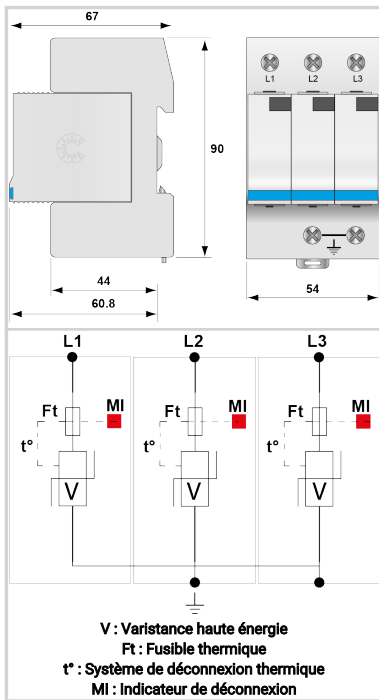 67
L1 L2 L3
90
44
60.8
54
L1 L2 L3
Ft MI Ft MI Ft MI
t° t° t°
V V V
V : Varistance haute énergie
Ft : Fusible thermique
t° : Système de déconnexion thermique
MI : Indicateur de déconnexion